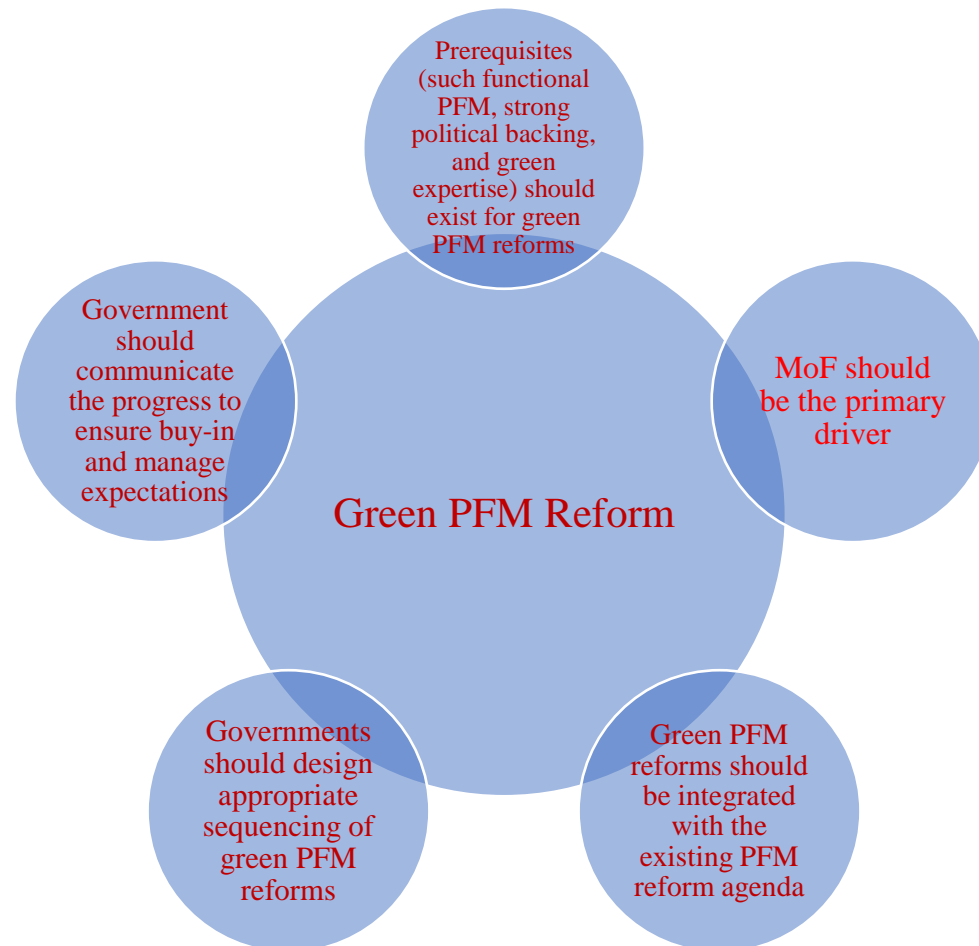 Prerequisites
(such functional
PFM, strong
political backing,
and green
expertise) should
exist for green
PFM reforms
MoF should
be the primary
driver
Green PFM
reforms should
be integrated
with the
existing PFM
reform agenda
Governments
should design
appropriate
sequencing of
green PFM
reforms
Government
should
communicate
the progress to
ensure buy-in
and manage
expectations
Green PFM Reform